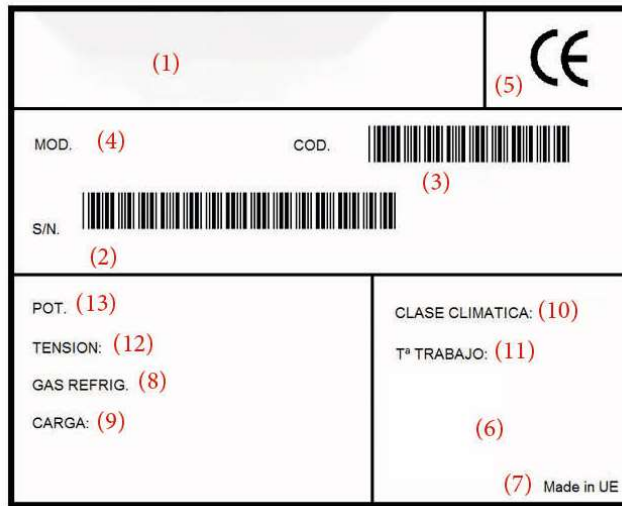 (1)
(5) CE
MOD. (4) COD.
(3)
S/N.
(2)
POT. (13)
TENSION: (12)
GAS REFRIG. (8)
CARGA: (9)
CLASE CLIMATICA: (10)
Tª TRABAJO: (11)
(6)
(7) Made in UE